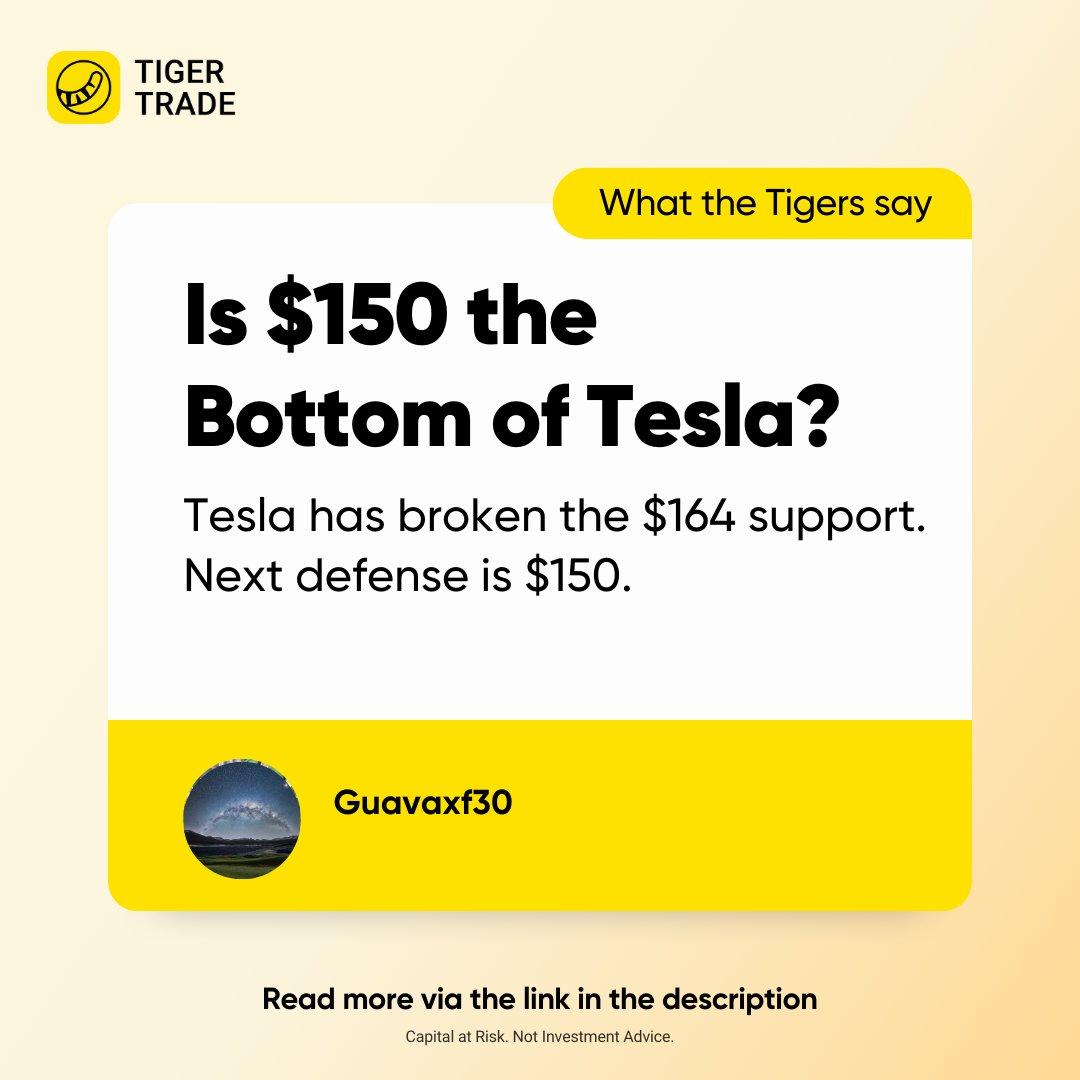 TIGER
TRADE
What the Tigers say
Is $150 the
Bottom of Tesla?
Tesla has broken the $164 support.
Next defense is $150.
Guavaxf30
Read more via the link in the description
Capital at Risk. Not Investment Advice.